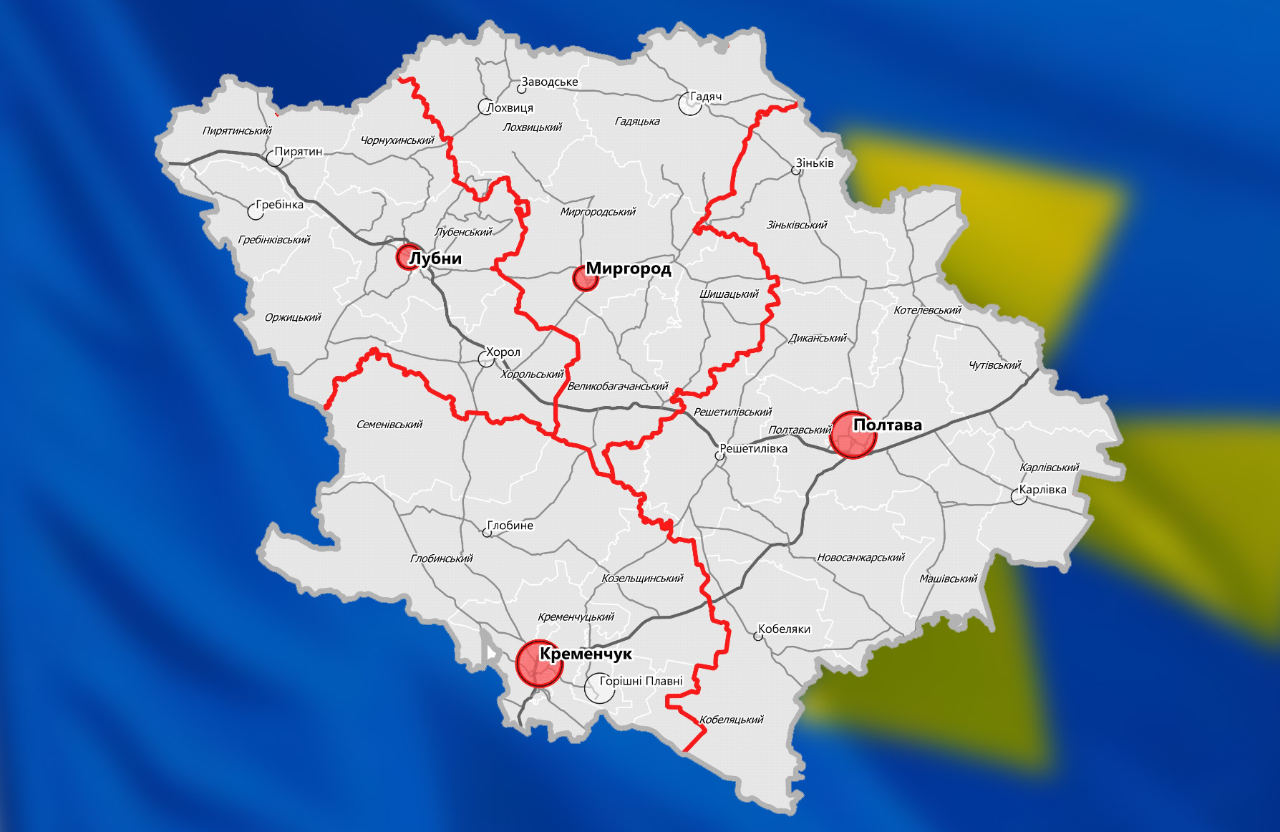 Заводське
Гадяч
Лохвиця
Лохвицький
Гадяцька
Пирятинський
Чорнухинський
Пирятин
Зіньків
Гребінка
Миргородський
Зіньківський
Лубенський
Гребінківський
Лубни
Миргород
Шишацький
Котелевський
Оржицький
Диканський
Хорол
Чутівський
Хорольський
Великобагачанський
Решетилівський
Семенівський
Полтавський
Полтава
Решетилівка
Карлівський
Карлівка
Глобине
Глобинський
Новосанжарський
Козельщинський
Машівський
Кременчуцький
Кобеляки
Кременчук
Горішні Плавні
Кобеляцький